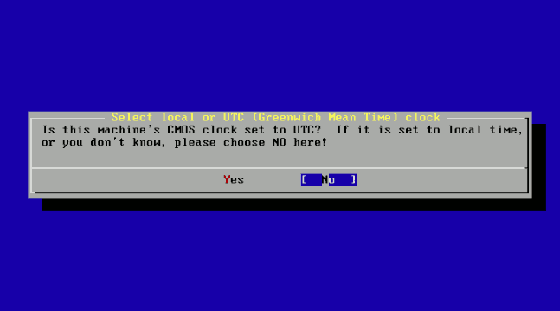 Select local or UTC (Greenwich Mean Time) clock
Is this machine's CMOS clock set to UTC?  If it is set to local time,
or you don't know, please choose NO here!
Yes [ No ]